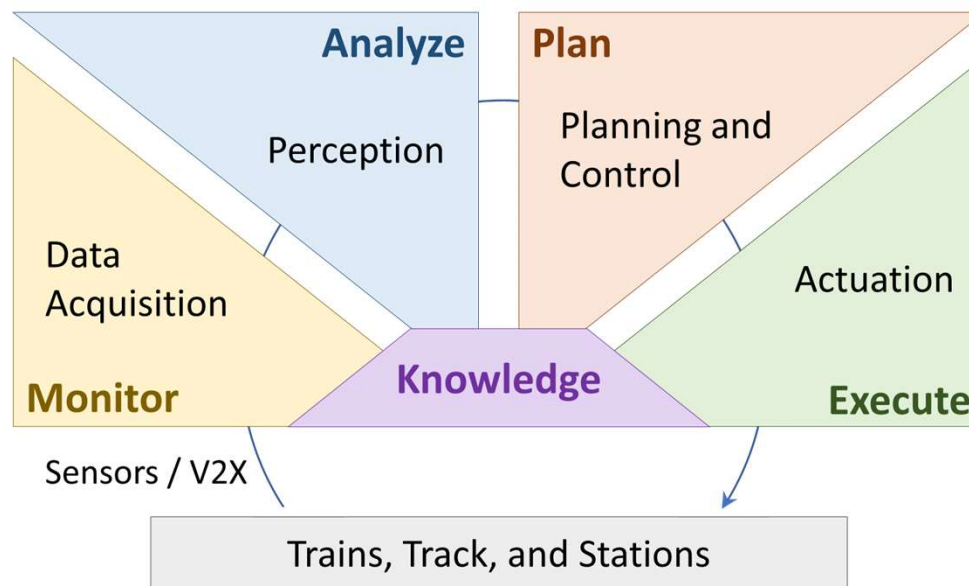 Analyze
Plan
Perception
Planning and
Control
Data
Acquisition
Actuation
Monitor
Knowledge
Execute
Sensors / V2X
Trains, Track, and Stations